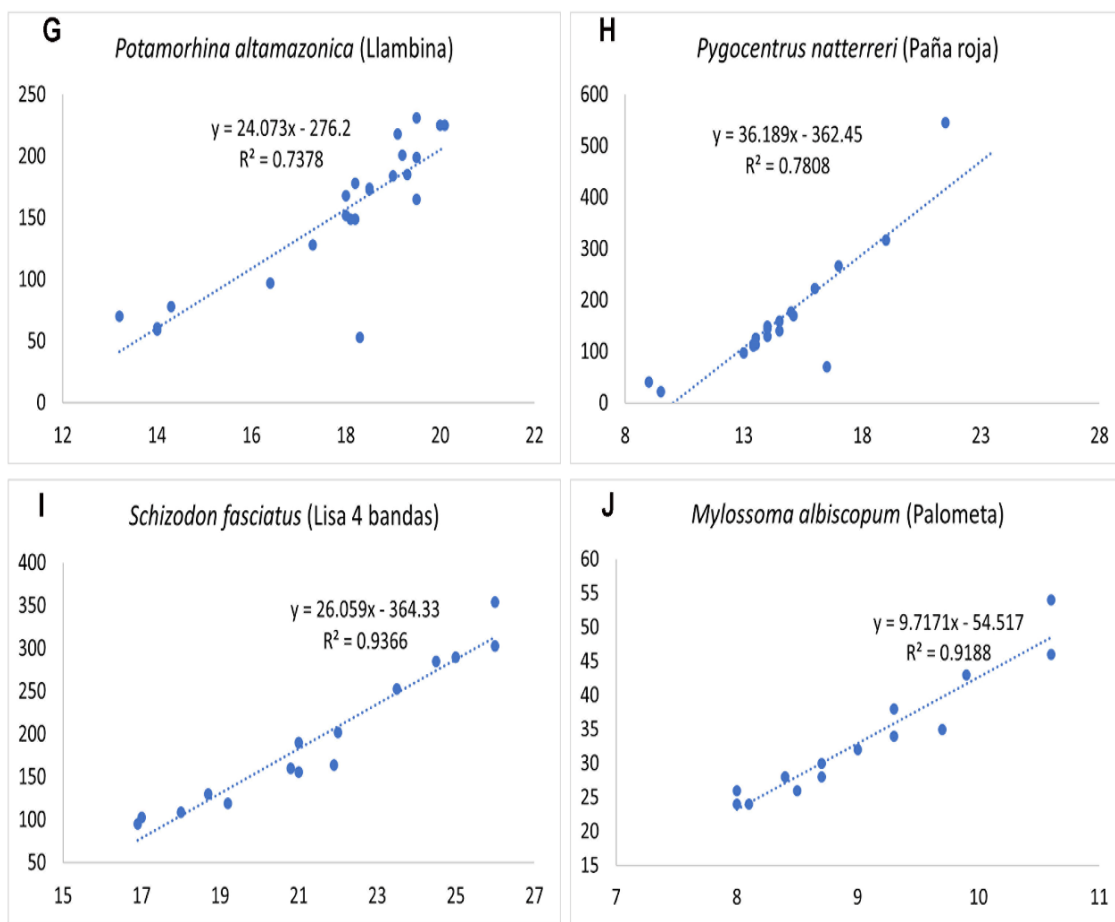 G
Potamorhina altamazonica (Llambina)
250
200
150
100
50
0
y = 24.073x - 276.2
R² = 0.7378
12 14 16 18 20 22
H
Pygocentrus natterreri (Paña roja)
600
500
400
300
200
100
0
y = 36.189x - 362.45
R² = 0.7808
8 13 18 23 28
I
Schizodon fasciatus (Lisa 4 bandas)
400
350
300
250
200
150
100
50
y = 26.059x - 364.33
R² = 0.9366
15 17 19 21 23 25 27
J
Mylossoma albiscopum (Palometa)
60
55
50
45
40
35
30
25
20
15
y = 9.7171x - 54.517
R² = 0.9188
7 8 9 10 11